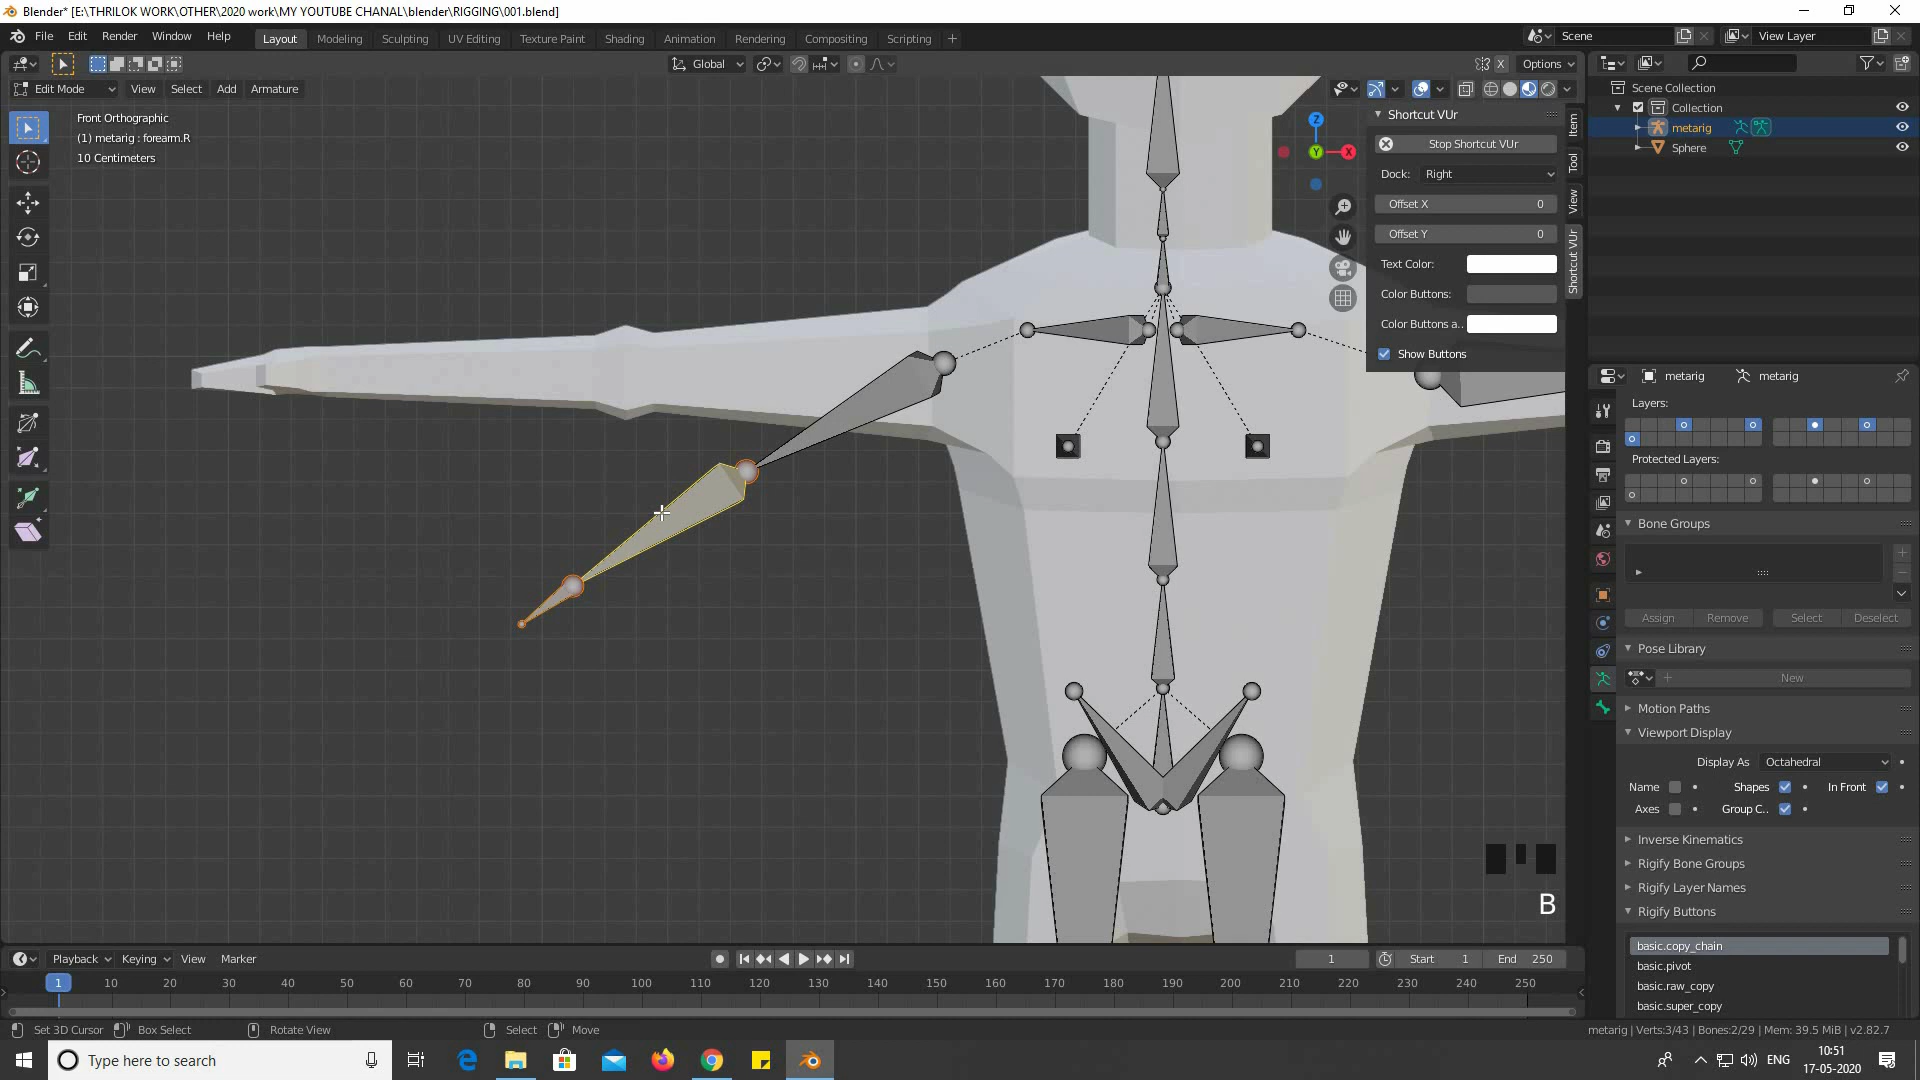 Blender* [E:\THRILOK WORK\OTHER\2020 work\MY YOUTUBE CHANAL\blender\RIGGING\001.blend]
File Edit Render Window Help Layout Modeling Sculpting UV Editing Texture Paint Shading Animation Rendering Compositing Scripting + Scene View Layer
Global X Options
Edit Mode View Select Add Armature
Front Orthographic
(1) metarig : forearm.R
10 Centimeters
Z
Y X
Shortcut VUr
Stop Shortcut VUr
Dock: Right
Offset X 0
Offset Y 0
Text Color:
Color Buttons:
Color Buttons a..
Show Buttons
Item
Tool
View
Shortcut VUr
Scene Collection
Collection
metarig
Sphere
metarig metarig
Layers:
Protected Layers:
Bone Groups
Assign Remove Select Deselect
Pose Library
New
Motion Paths
Viewport Display
Display As Octahedral
Name Shapes In Front
Axes Group C..
Inverse Kinematics
Rigify Bone Groups
Rigify Layer Names
Rigify Buttons
basic.copy_chain
basic.pivot
basic.raw_copy
basic.super_copy
B
Playback Keying View Marker 1 Start 1 End 250
1 10 20 30 40 50 60 70 80 90 100 110 120 130 140 150 160 170 180 190 200 210 220 230 240 250
Set 3D Cursor Box Select Rotate View Select Move metarig | Verts:3/43 | Bones:2/29 | Mem: 39.5 MiB | v2.82.7
Type here to search
ENG
10:51
17-05-2020